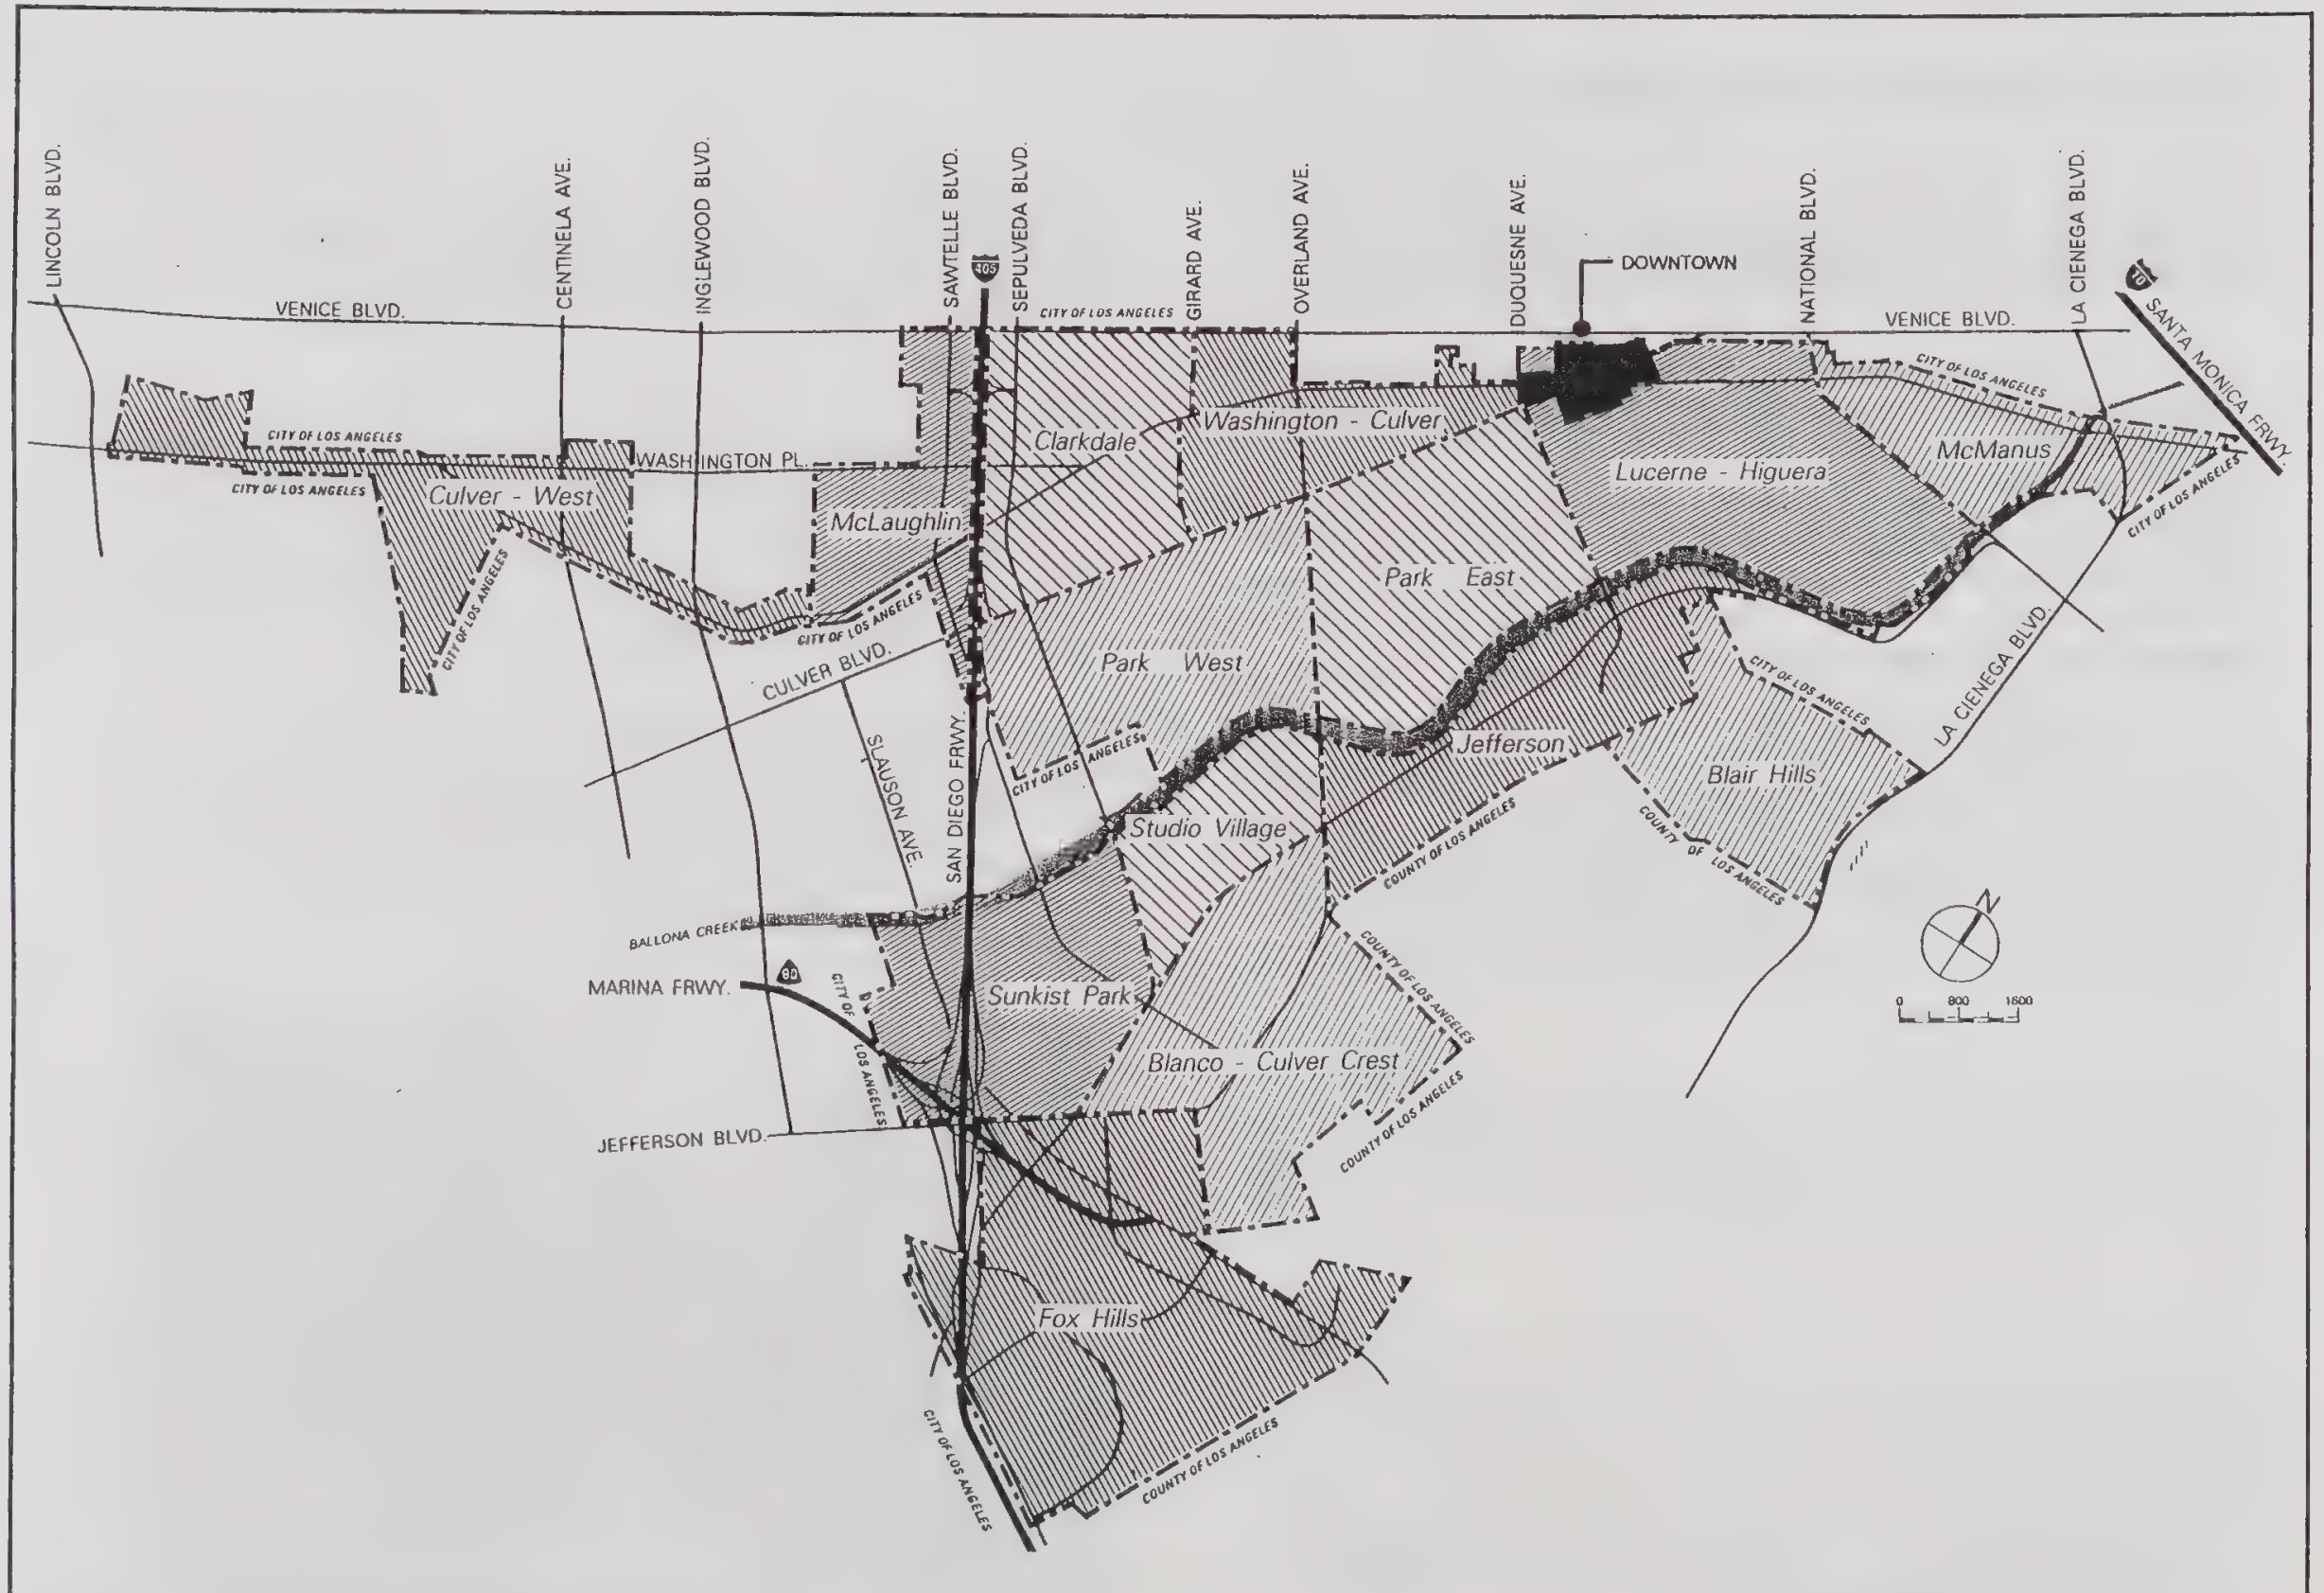 LINCOLN BLVD.
CENTINELA AVE.
INGLEWOOD BLVD.
SAWTELLE BLVD.
405
SEPULVEDA BLVD.
GIRARD AVE.
OVERLAND AVE.
DUQUESNE AVE.
DOWNTOWN
NATIONAL BLVD.
LA CIENEGA BLVD.
10
SANTA MONICA FRWY.
VENICE BLVD.
CITY OF LOS ANGELES
VENICE BLVD.
CITY OF LOS ANGELES
CITY OF LOS ANGELES
WASHINGTON PL.
Clarkdale
Washington - Culver
Lucerne - Higuera
McManus
CITY OF LOS ANGELES
CITY OF LOS ANGELES
Culver - West
McLaughlin
CITY OF LOS ANGELES
CITY OF LOS ANGELES
Park East
Park West
CULVER BLVD.
CITY OF LOS ANGELES
LA CIENEGA BLVD.
SLAUSON AVE.
SAN DIEGO FRWY.
CITY OF LOS ANGELES
Jefferson
Blair Hills
Studio Village
COUNTY OF LOS ANGELES
COUNTY OF LOS ANGELES
BALLONA CREEK
MARINA FRWY.
90
CITY OF LOS ANGELES
Sunkist Park
COUNTY OF LOS ANGELES
N
0 800 1600
Blanco - Culver Crest
COUNTY OF LOS ANGELES
JEFFERSON BLVD.
Fox Hills
CITY OF LOS ANGELES
COUNTY OF LOS ANGELES